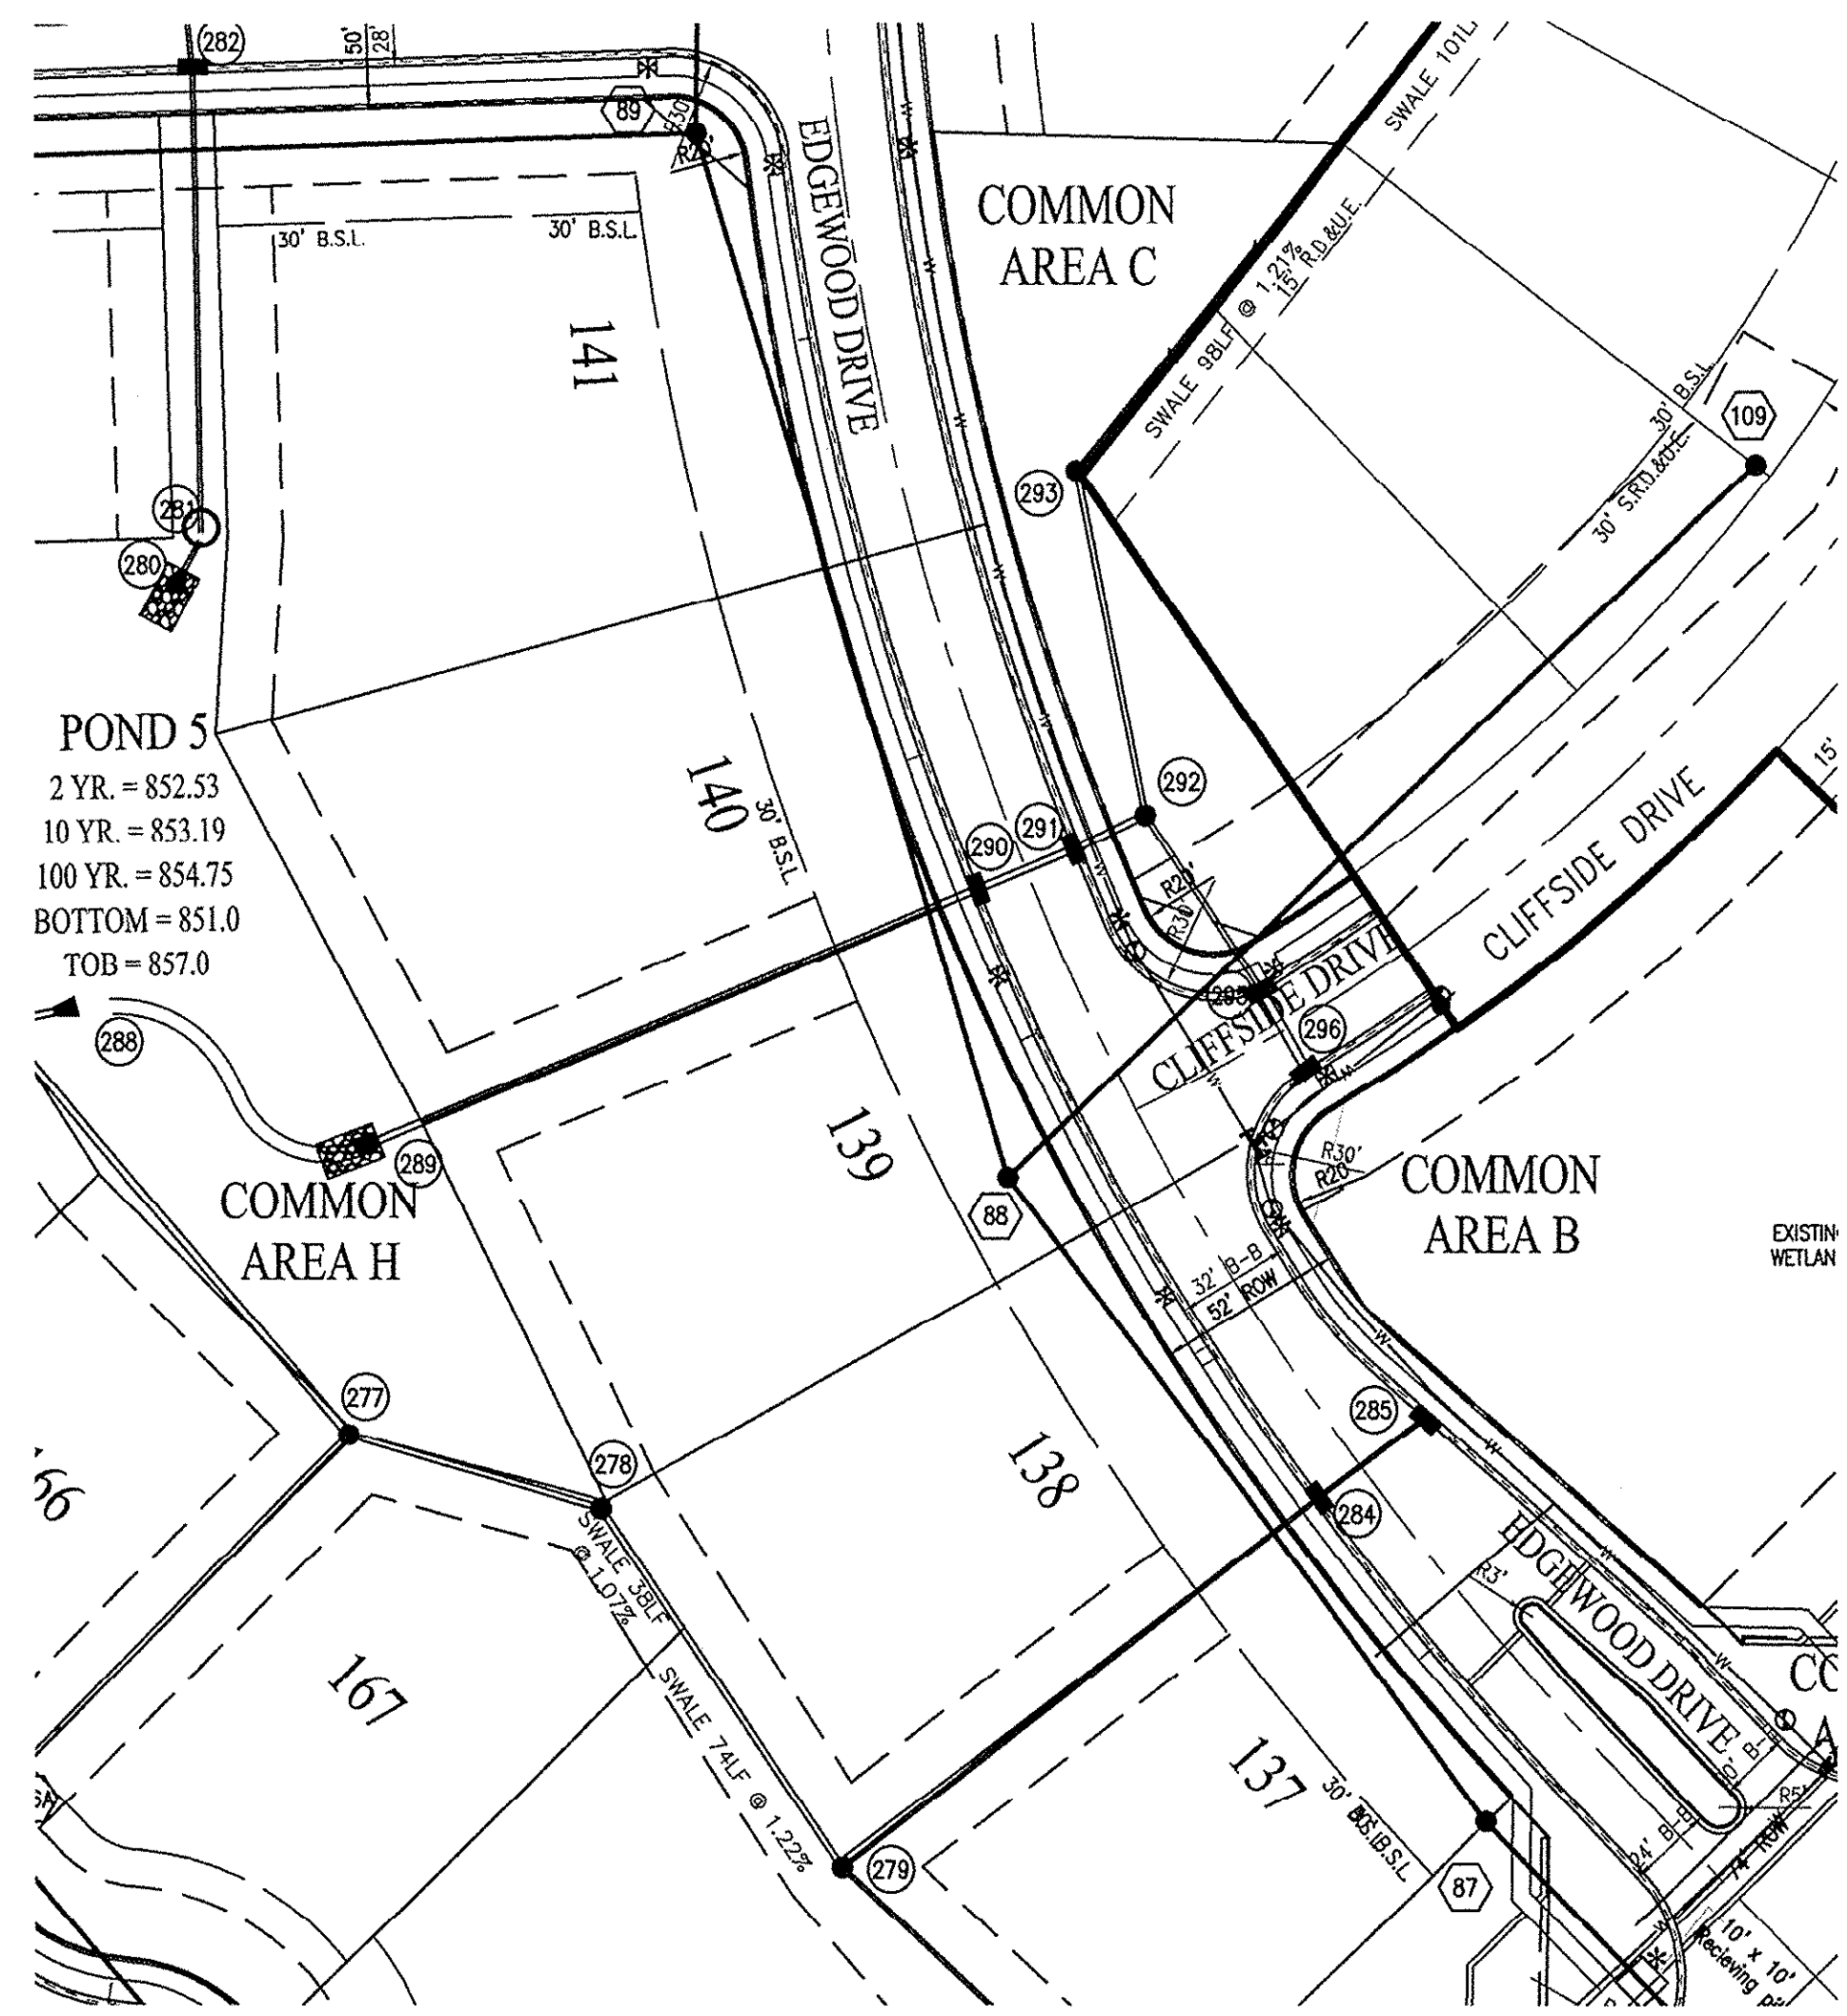 282
50'
28'
89
R30'
EDGEWOOD DRIVE
30' B.S.L.
30' B.S.L.
141
COMMON
AREA C
SWALE 98LF @ 1.21%
15' R.D.&U.E.
30' B.S.L.
30' S.R.D.&U.E.
109
293
281
280
POND 5
2 YR. = 852.53
10 YR. = 853.19
100 YR. = 854.75
BOTTOM = 851.0
TOB = 857.0
140
30' B.S.L.
292
291
290
R20'
R30'
CLIFFSIDE DRIVE
CLIFFSIDE DRIVE
15'
295
296
288
289
139
88
COMMON
AREA H
R30'
R20'
COMMON
AREA B
32' B-B
52' ROW
277
278
285
284
138
SWALE 38LF
@ 1.07%
R3'
EDGEWOOD DRIVE
167
SWALE 74LF @ 1.22%
137
30'
279
87
24'
B-B
R5'
74' ROW
10' x 10'
Recieving